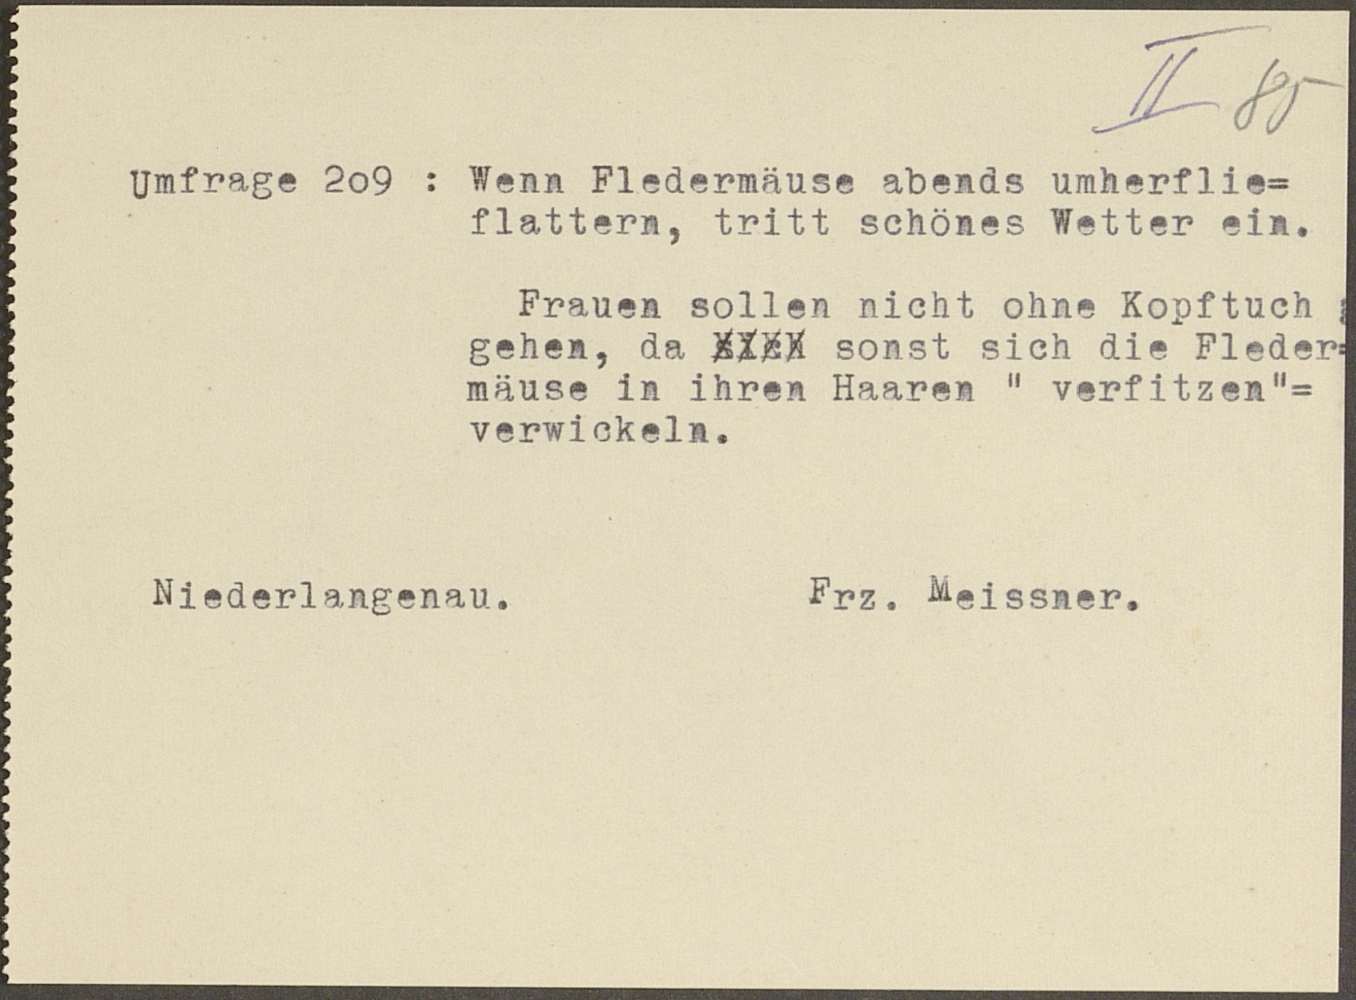 II 85
Umfrage 2o9 : Wenn Fledermäuse abends umherflie=
flattern, tritt schönes Wetter ein.
Frauen sollen nicht ohne Kopftuch
gehen, da sonst sich die Fleder=
mäuse in ihren Haaren " verfitzen"=
verwickeln.
Niederlangenau. Frz. Meissner.